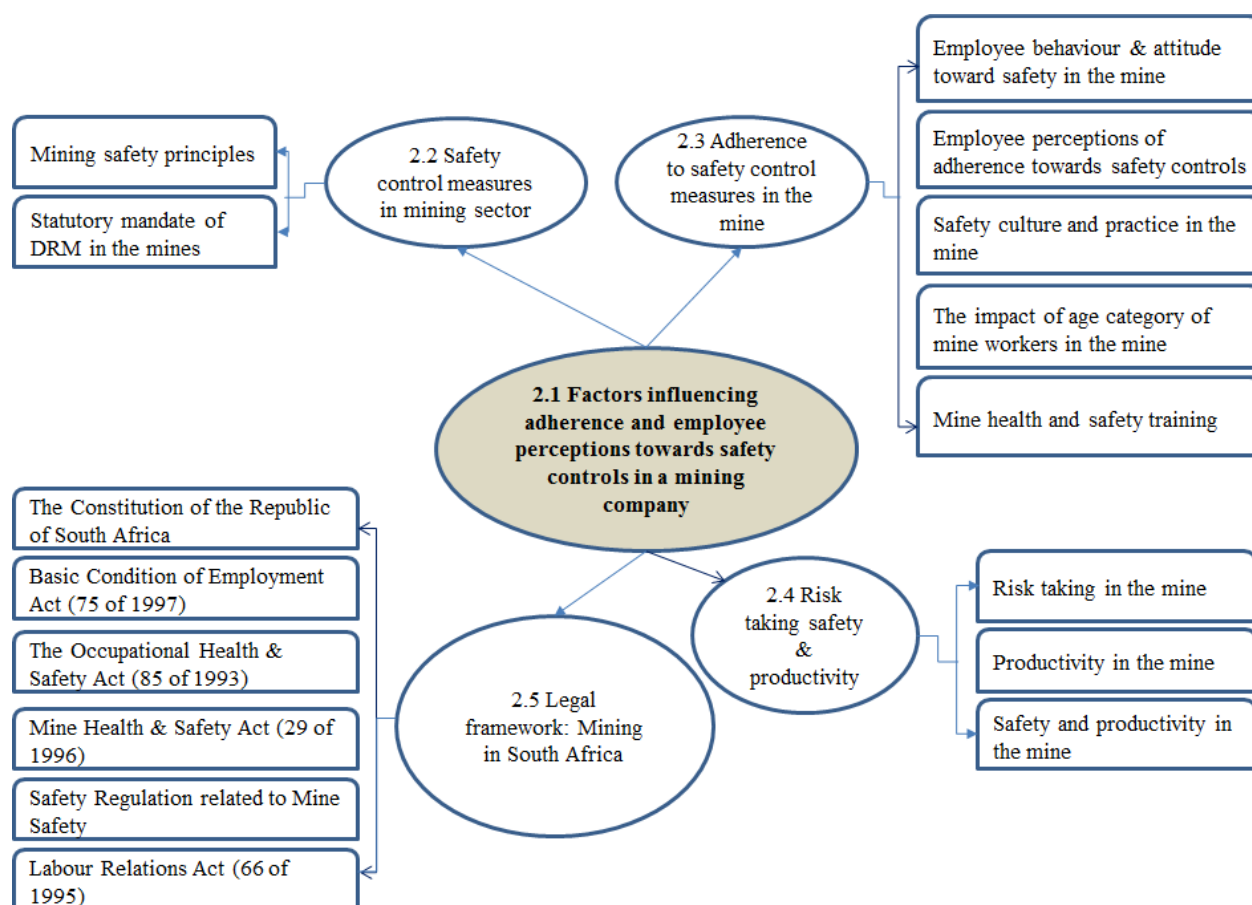 Mining safety principles
Statutory mandate of
DRM in the mines
2.2 Safety
control measures
in mining sector
2.3 Adherence
to safety control
measures in the
mine
Employee behaviour & attitude
toward safety in the mine
Employee perceptions of
adherence towards safety controls
Safety culture and practice in the
mine
The impact of age category of
mine workers in the mine
Mine health and safety training
2.1 Factors influencing
adherence and employee
perceptions towards safety
controls in a mining
company
The Constitution of the Republic
of South Africa
Basic Condition of Employment
Act (75 of 1997)
The Occupational Health &
Safety Act (85 of 1993)
Mine Health & Safety Act (29 of
1996)
Safety Regulation related to Mine
Safety
Labour Relations Act (66 of
1995)
2.5 Legal
framework: Mining
in South Africa
2.4 Risk
taking safety
&
productivity
Risk taking in the mine
Productivity in the mine
Safety and productivity in
the mine